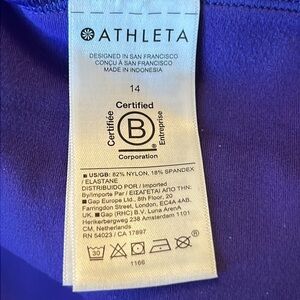 ATHLETA
DESIGNED IN SAN FRANCISCO
CONÇU À SAN FRANCISCO
MADE IN INDONESIA
14
Certified
Certifiée
B
Entreprise
Corporation
US/GB: 82% NYLON, 18% SPANDEX
/ ELASTANE
DISTRIBUIDO POR / Imported
By/Importé Par / ΕΙΣΑΓΕΤΑΙ ΑΠΟ ΤΗΝ:
Gap Europe Ltd., 8th Floor, 20
Farringdon Street, London, EC4A 4AB,
UK. Gap (RHC) B.V. Luna ArenA
Herikerbergweg 238 Amsterdam 1101
CM, Netherlands
RN 54023 / CA 17897
30
1166